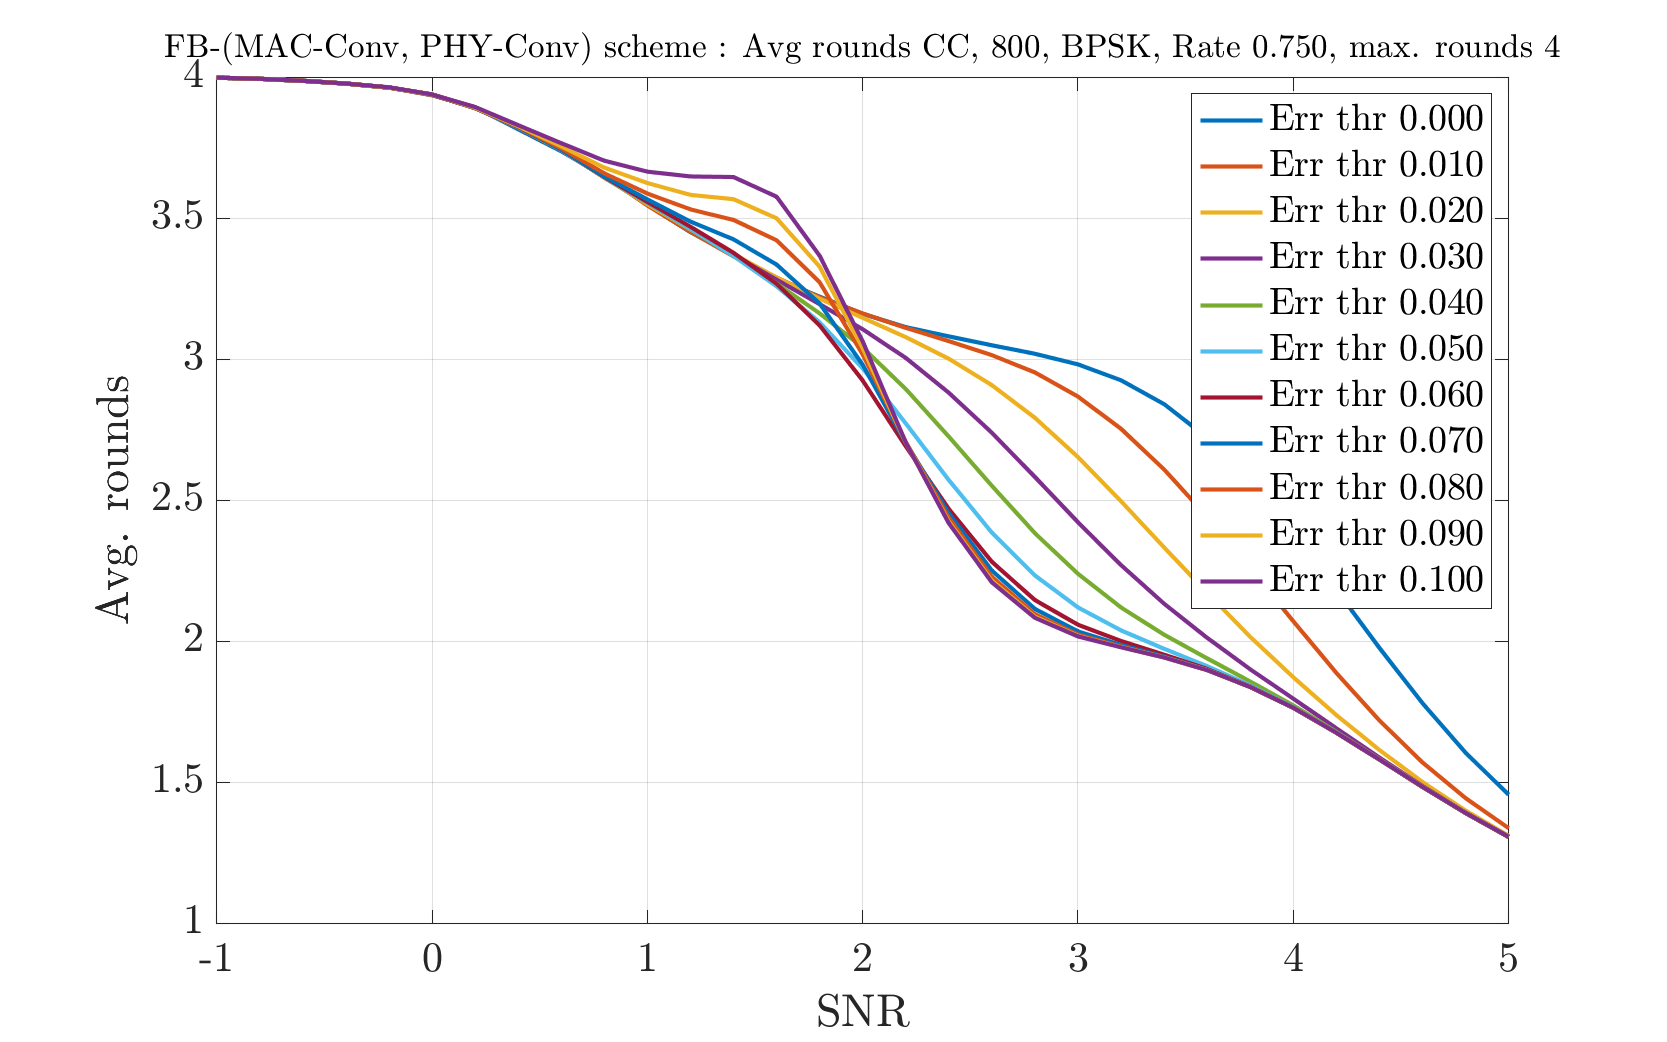 FB-(MAC-Conv, PHY-Conv) scheme : Avg rounds CC, 800, BPSK, Rate 0.750, max. rounds 4
4
3.5
3
2.5
2
1.5
1
Avg. rounds
-1 0 1 2 3 4 5
SNR
Err thr 0.000
Err thr 0.010
Err thr 0.020
Err thr 0.030
Err thr 0.040
Err thr 0.050
Err thr 0.060
Err thr 0.070
Err thr 0.080
Err thr 0.090
Err thr 0.100